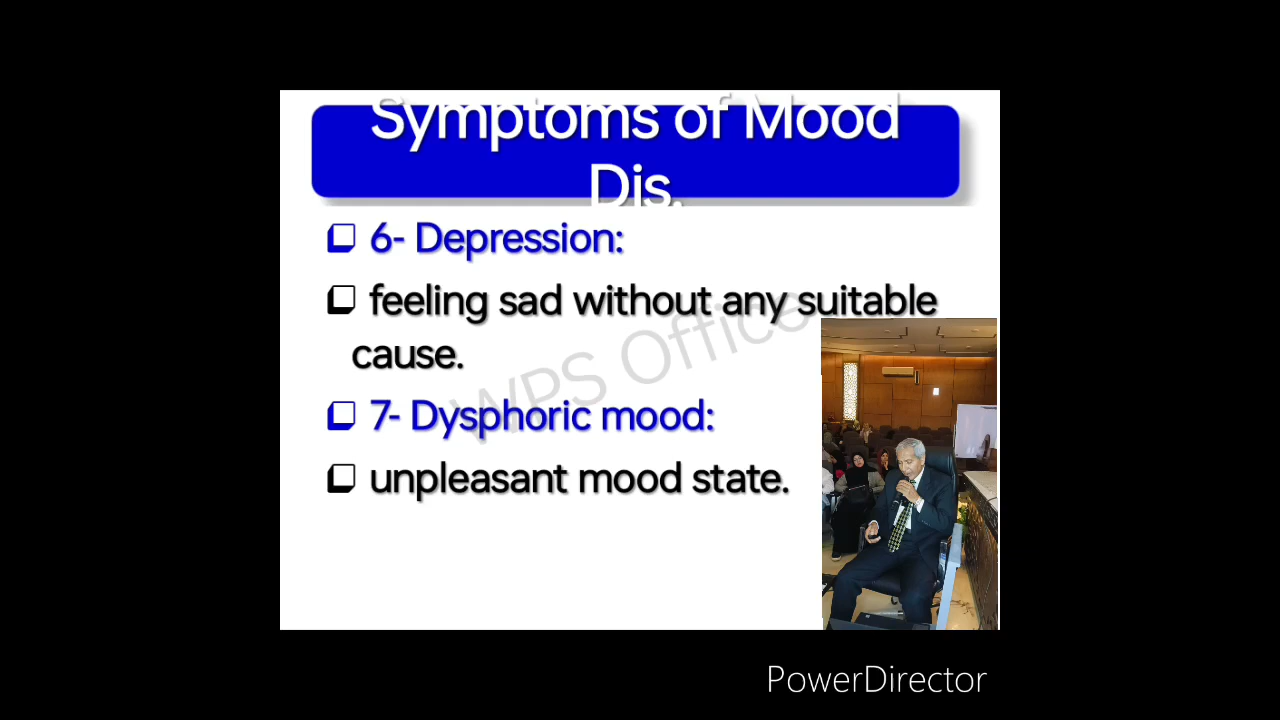 Symptoms of Mood
Dis.
6- Depression:
feeling sad without any suitable
cause.
7- Dysphoric mood:
unpleasant mood state.
WPS Office
PowerDirector